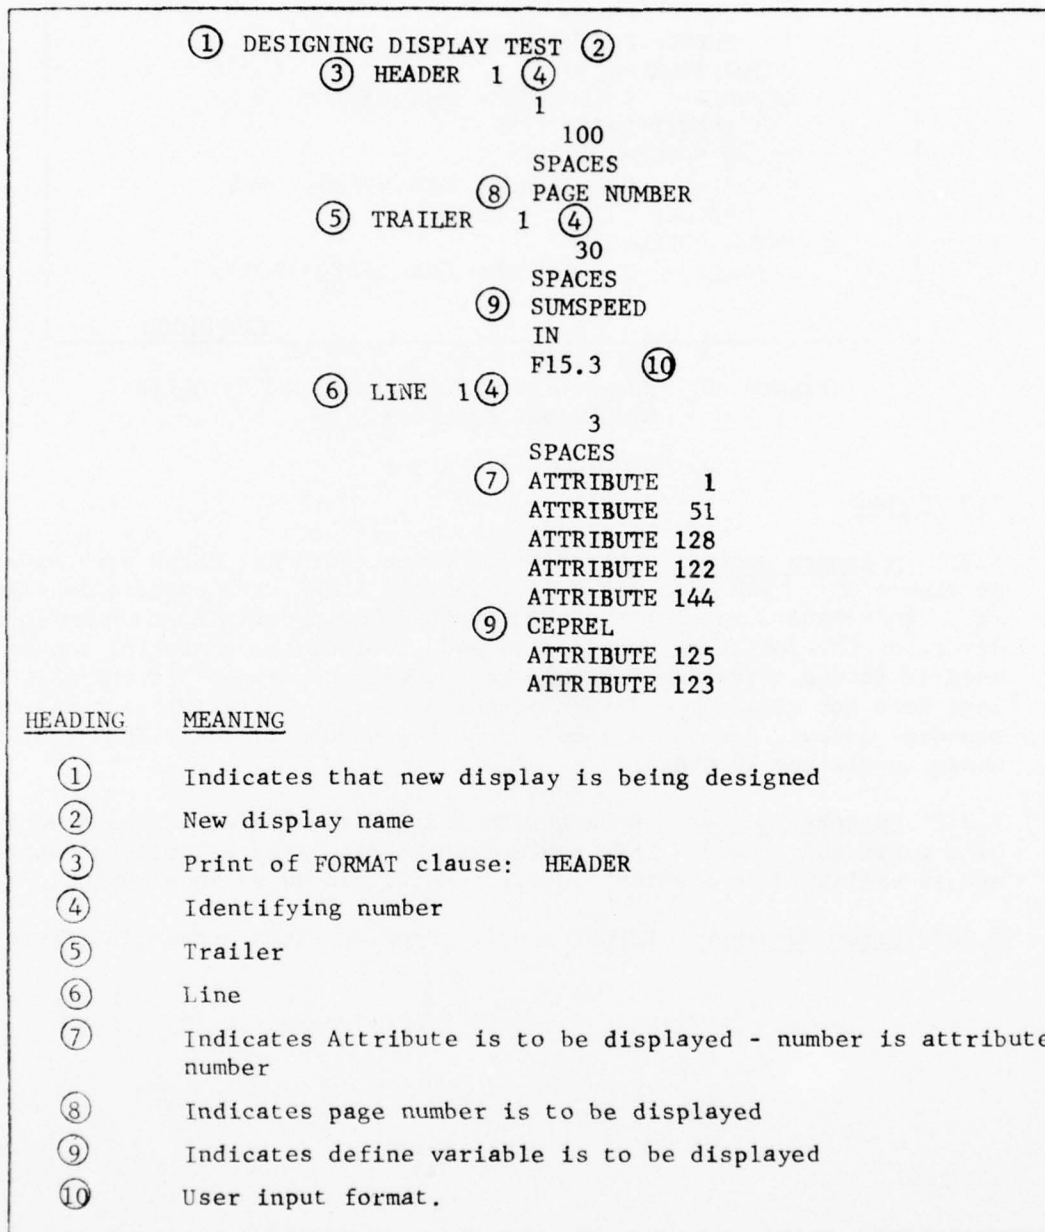 ① DESIGNING DISPLAY TEST ②
③ HEADER 1 ④
1
100
SPACES
⑧ PAGE NUMBER
⑤ TRAILER 1 ④
30
SPACES
⑨ SUMSPEED
IN
F15.3 ⑩
⑥ LINE 1 ④
3
SPACES
⑦ ATTRIBUTE 1
ATTRIBUTE 51
ATTRIBUTE 128
ATTRIBUTE 122
ATTRIBUTE 144
⑨ CEPREL
ATTRIBUTE 125
ATTRIBUTE 123
HEADING MEANING
① Indicates that new display is being designed
② New display name
③ Print of FORMAT clause: HEADER
④ Identifying number
⑤ Trailer
⑥ Line
⑦ Indicates Attribute is to be displayed - number is attribute
number
⑧ Indicates page number is to be displayed
⑨ Indicates define variable is to be displayed
⑩ User input format.